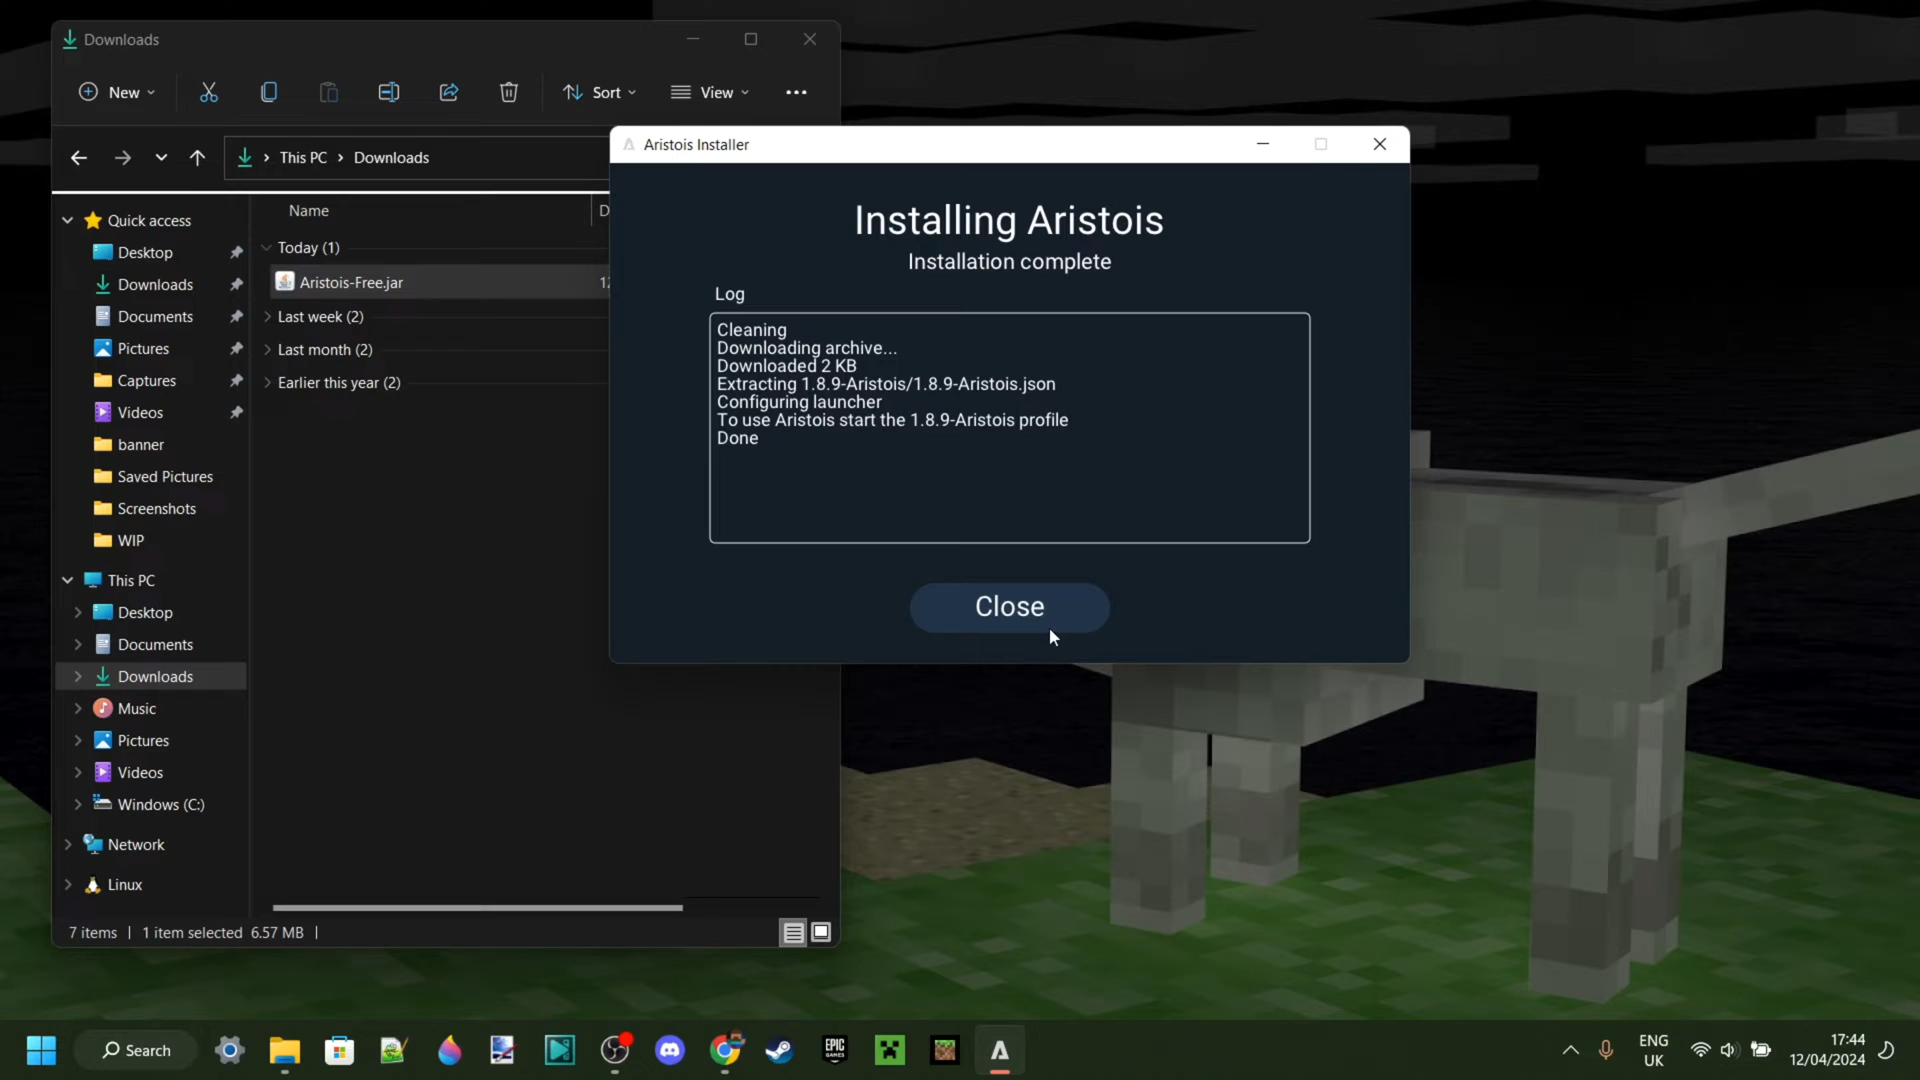 Downloads
New
Sort
View
This PC > Downloads
Quick access
Desktop
Downloads
Documents
Pictures
Captures
Videos
banner
Saved Pictures
Screenshots
WIP
This PC
Desktop
Documents
Downloads
Music
Pictures
Videos
Windows (C:)
Network
Linux
Name
D
Today (1)
Aristois-Free.jar
12
Last week (2)
Last month (2)
Earlier this year (2)
7 items | 1 item selected 6.57 MB |
Aristois Installer
Installing Aristois
Installation complete
Log
Cleaning
Downloading archive...
Downloaded 2 KB
Extracting 1.8.9-Aristois/1.8.9-Aristois.json
Configuring launcher
To use Aristois start the 1.8.9-Aristois profile
Done
Close
Search
EPIC
GAMES
ENG
UK
17:44
12/04/2024